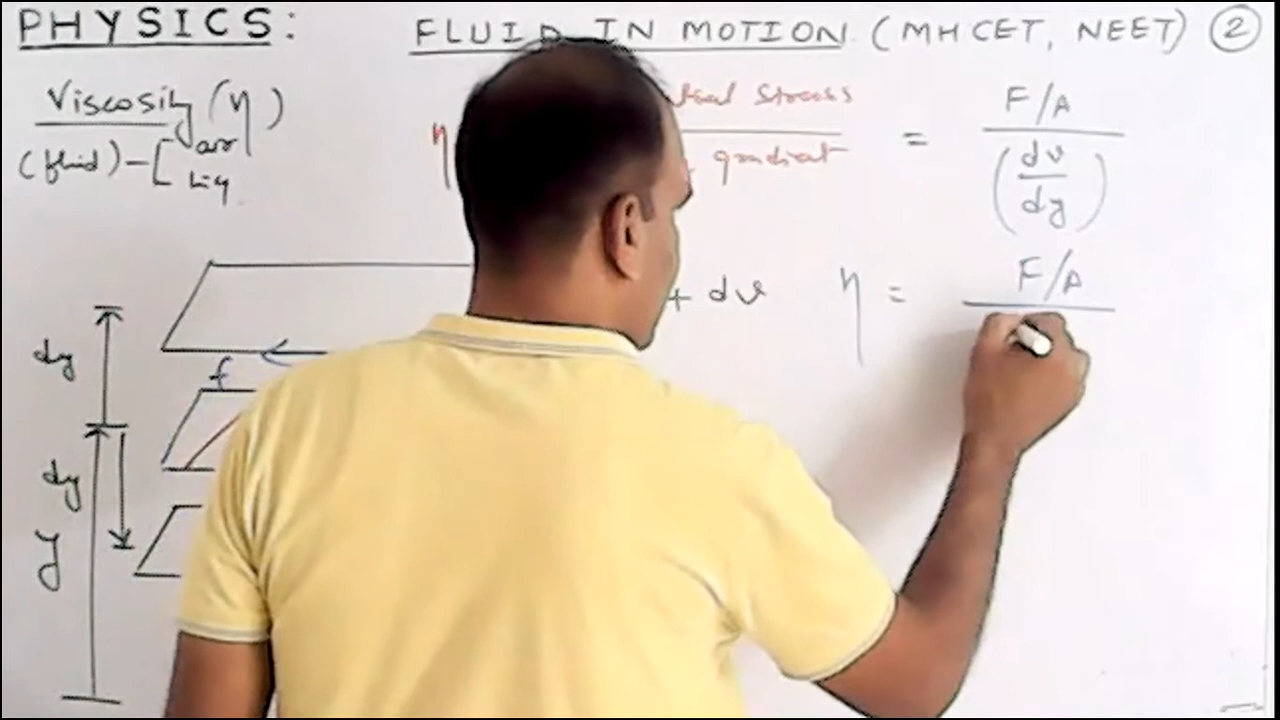 PHYSICS: FLUID IN MOTION (MHCET, NEET) 2
Viscosity (η)
(fluid) - [ air
liq
η Stress = F/A
gradient (dv/dy)
+ dv η = F/A
dy
f
dy
y